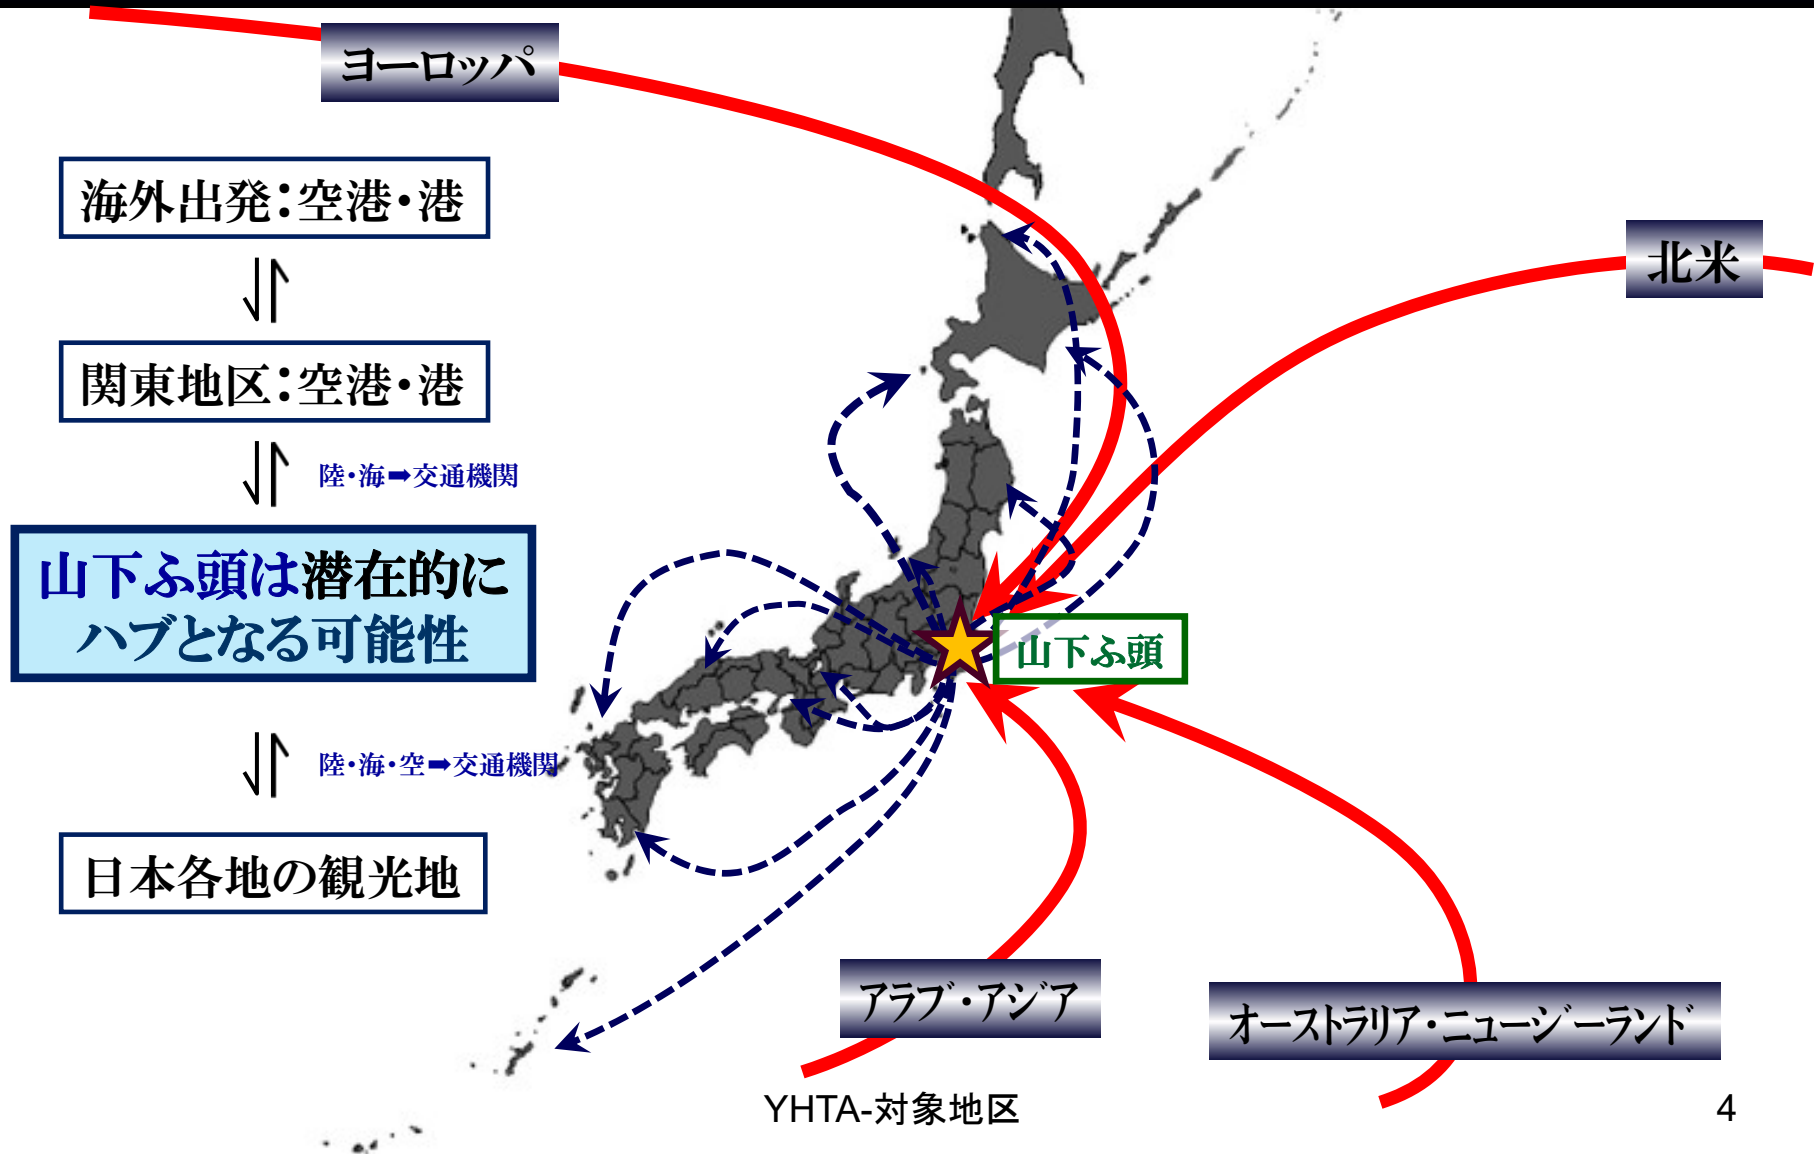 ヨーロッパ
海外出発：空港・港
北米
関東地区：空港・港
陸・海➡交通機関
山下ふ頭は潜在的に
ハブとなる可能性
山下ふ頭
陸・海・空➡交通機関
日本各地の観光地
アラブ・アジア
オーストラリア・ニュージーランド
YHTA-対象地区
4